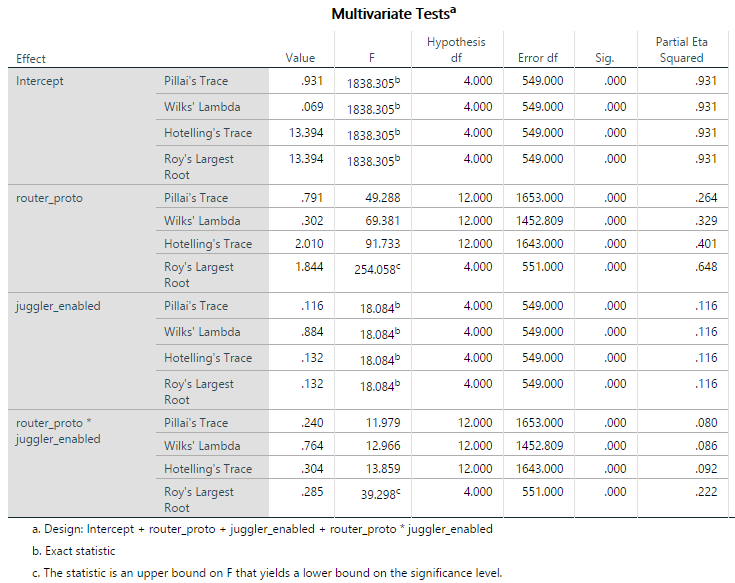 Multivariate Testsa
Effect Value F Hypothesis df Error df Sig. Partial Eta Squared
Intercept Pillai's Trace .931 1838.305b 4.000 549.000 .000 .931
Wilks' Lambda .069 1838.305b 4.000 549.000 .000 .931
Hotelling's Trace 13.394 1838.305b 4.000 549.000 .000 .931
Roy's Largest Root 13.394 1838.305b 4.000 549.000 .000 .931
router_proto Pillai's Trace .791 49.288 12.000 1653.000 .000 .264
Wilks' Lambda .302 69.381 12.000 1452.809 .000 .329
Hotelling's Trace 2.010 91.733 12.000 1643.000 .000 .401
Roy's Largest Root 1.844 254.058c 4.000 551.000 .000 .648
juggler_enabled Pillai's Trace .116 18.084b 4.000 549.000 .000 .116
Wilks' Lambda .884 18.084b 4.000 549.000 .000 .116
Hotelling's Trace .132 18.084b 4.000 549.000 .000 .116
Roy's Largest Root .132 18.084b 4.000 549.000 .000 .116
router_proto * juggler_enabled Pillai's Trace .240 11.979 12.000 1653.000 .000 .080
Wilks' Lambda .764 12.966 12.000 1452.809 .000 .086
Hotelling's Trace .304 13.859 12.000 1643.000 .000 .092
Roy's Largest Root .285 39.298c 4.000 551.000 .000 .222
a. Design: Intercept + router_proto + juggler_enabled + router_proto * juggler_enabled
b. Exact statistic
c. The statistic is an upper bound on F that yields a lower bound on the significance level.